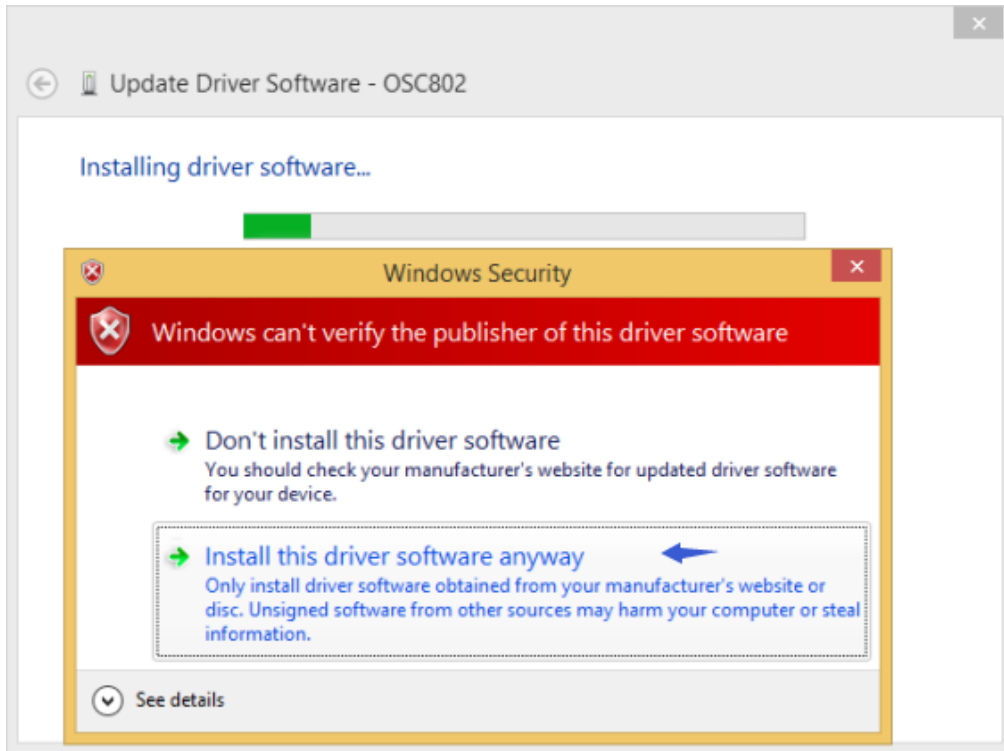 Update Driver Software - OSC802
Installing driver software...
Windows Security
Windows can't verify the publisher of this driver software
Don't install this driver software
You should check your manufacturer's website for updated driver software
for your device.
Install this driver software anyway
Only install driver software obtained from your manufacturer's website or
disc. Unsigned software from other sources may harm your computer or steal
information.
See details